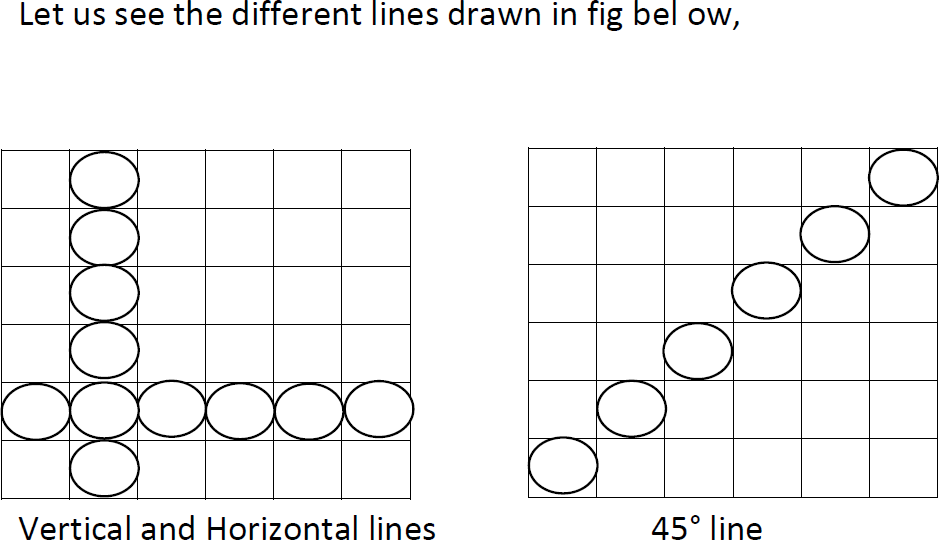 Let us see the different lines drawn in fig bel ow,
Vertical and Horizontal lines
45° line